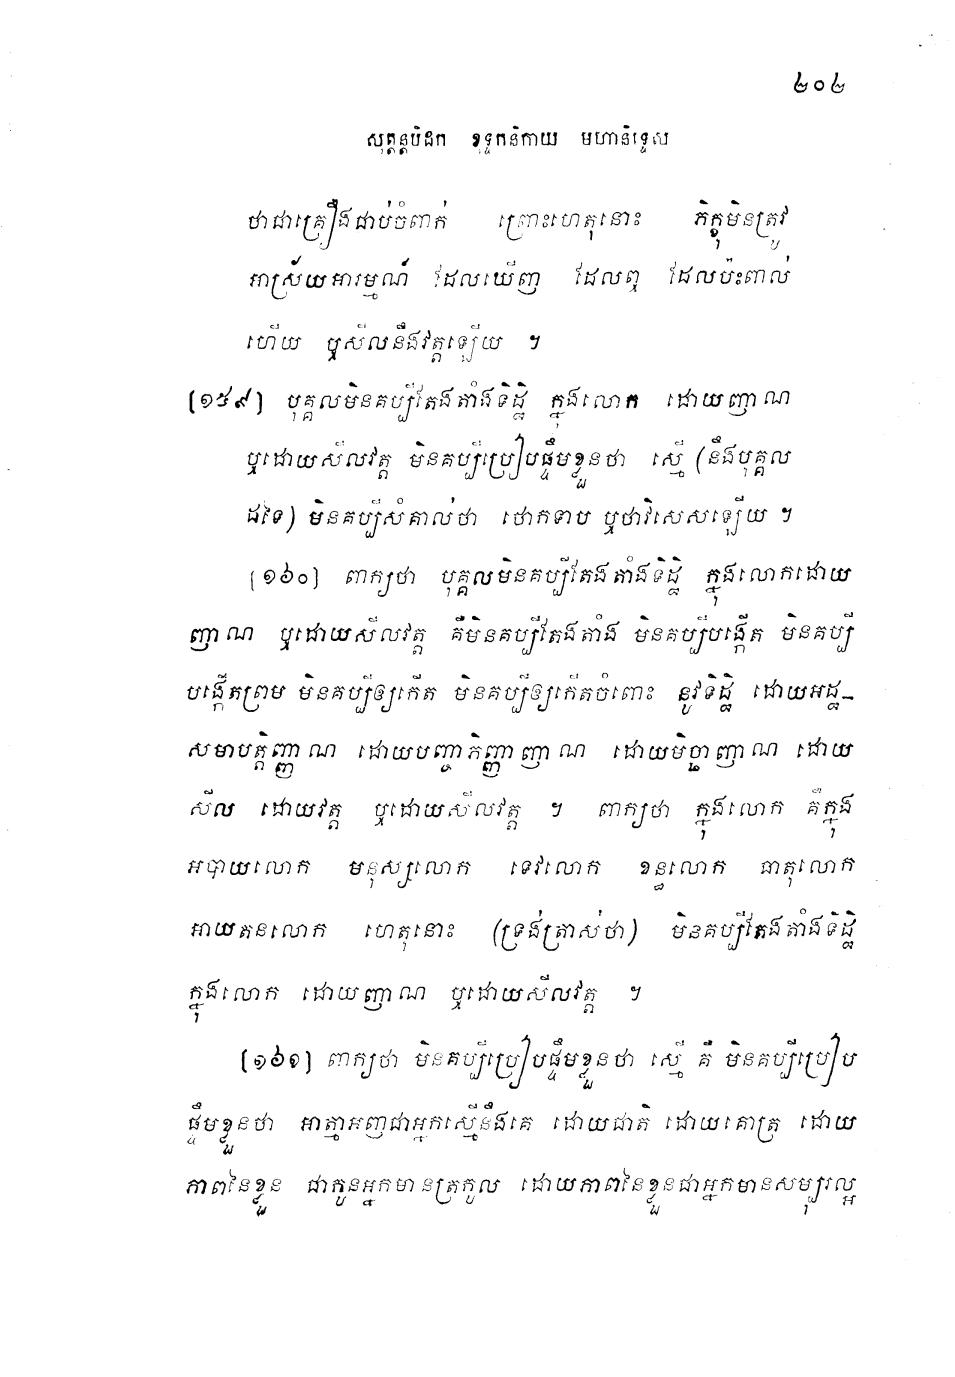 ២០២
សុត្តន្តបិដក ខុទ្ទកនិកាយ មហានិទ្ទេស
ថាជាគ្រឿងជាប់ចំពាក់ ព្រោះហេតុនោះ ភិក្ខុមិនត្រូវ
អាស្រ័យអារម្មណ៍ ដែលឃើញ ដែលឮ ដែលប៉ះពាល់
ហើយ ឬសីលនឹងវត្តឡើយ ។
[១៥៩] បុគ្គលមិនគប្បីតែងតាំងទិដ្ឋិ ក្នុងលោក ដោយញាណ
ឬដោយសីលវត្ត មិនគប្បីប្រៀបផ្ទឹមខ្លួនថា ស្មើ (នឹងបុគ្គល
ដទៃ) មិនគប្បីសំគាល់ថា ថោកទាប ឬថាវិសេសឡើយ ។
[១៦០] ពាក្យថា បុគ្គលមិនគប្បីតែងតាំងទិដ្ឋិ ក្នុងលោកដោយ
ញាណ ឬដោយសីលវត្ត គឺមិនគប្បីតែងតាំង មិនគប្បីបង្កើត មិនគប្បី
បង្កើតព្រម មិនគប្បីឲ្យកើត មិនគប្បីឲ្យកើតចំពោះ នូវទិដ្ឋិ ដោយអដ្ឋ-
សមាបត្តិញ្ញាណ ដោយបញ្ចាភិញ្ញាញាណ ដោយមិច្ឆាញាណ ដោយ
សីល ដោយវត្ត ឬដោយសីលវត្ត ។ ពាក្យថា ក្នុងលោក គឺក្នុង
អបាយលោក មនុស្សលោក ទេវលោក ខន្ធលោក ធាតុលោក
អាយតនលោក ហេតុនោះ (ទ្រង់ត្រាស់ថា) មិនគប្បីតែងតាំងទិដ្ឋិ
ក្នុងលោក ដោយញាណ ឬដោយសីលវត្ត ។
[១៦១] ពាក្យថា មិនគប្បីប្រៀបផ្ទឹមខ្លួនថា ស្មើ គឺ មិនគប្បីប្រៀប
ផ្ទឹមខ្លួនថា អាត្មាអញជាអ្នកស្មើនឹងគេ ដោយជាតិ ដោយគោត្រ ដោយ
ភាពនៃខ្លួន ជាកូនអ្នកមានត្រកូល ដោយភាពនៃខ្លួនជាអ្នកមានសម្បុរល្អ